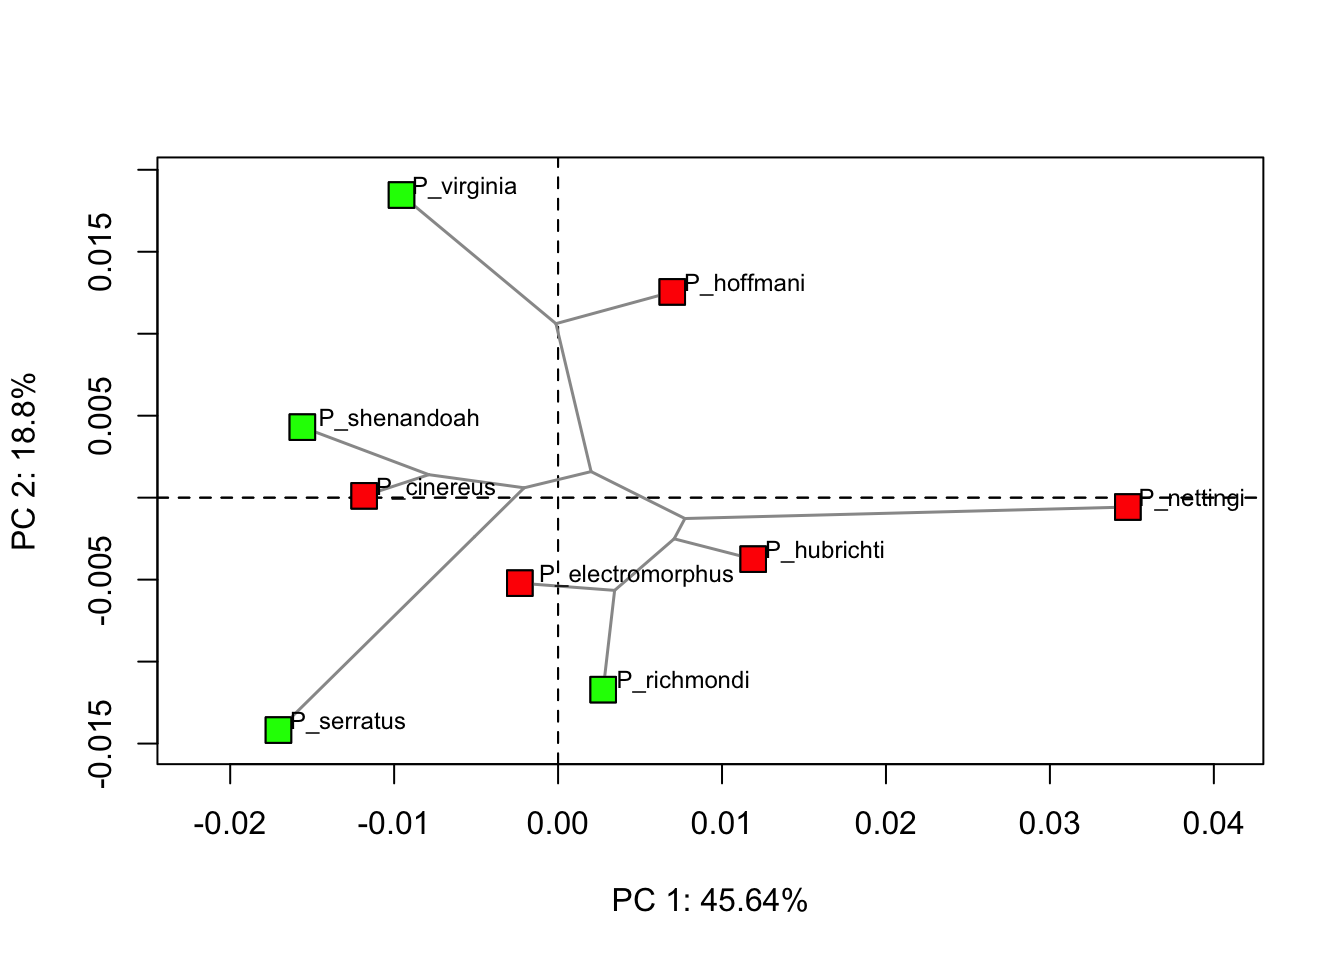 P_virginia
P_hoffmani
P_shenandoah
P_cinereus
P_nettingi
P_hubrichti
P_electromorphus
P_richmondi
P_serratus
0.015
0.005
-0.005
-0.015
PC 2: 18.8%
-0.02 -0.01 0.00 0.01 0.02 0.03 0.04
PC 1: 45.64%